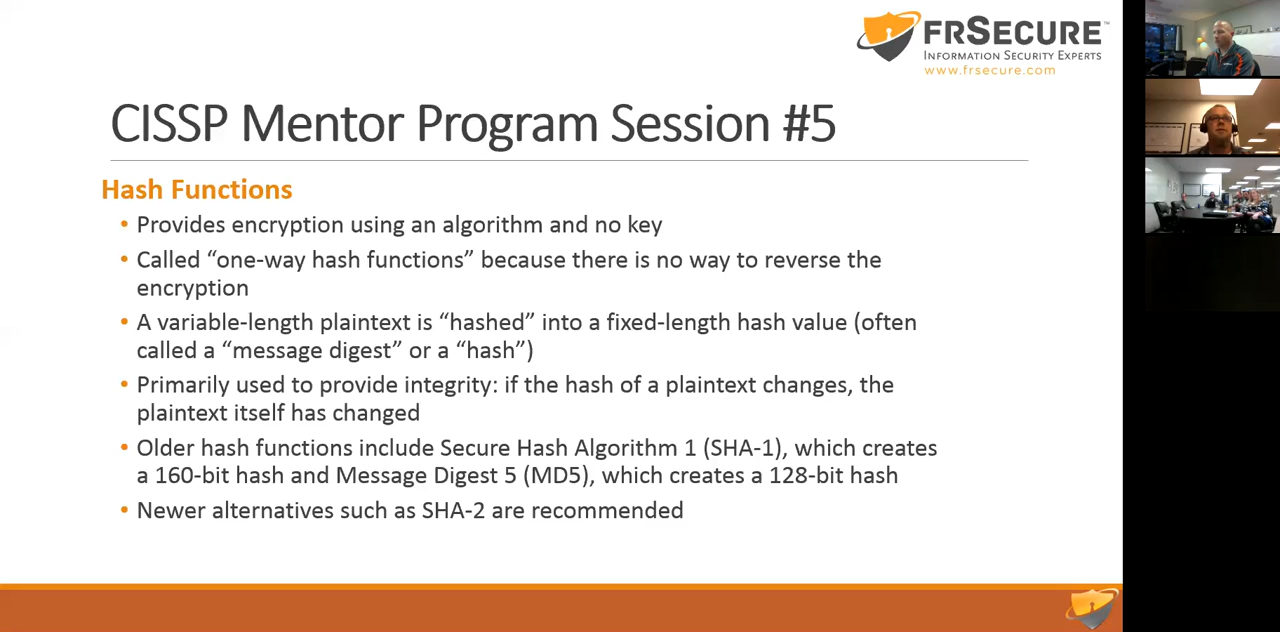 FRSECURE™
INFORMATION SECURITY EXPERTS
www.frsecure.com
CISSP Mentor Program Session #5
Hash Functions
• Provides encryption using an algorithm and no key
• Called “one-way hash functions” because there is no way to reverse the
encryption
• A variable-length plaintext is “hashed” into a fixed-length hash value (often
called a “message digest” or a “hash”)
• Primarily used to provide integrity: if the hash of a plaintext changes, the
plaintext itself has changed
• Older hash functions include Secure Hash Algorithm 1 (SHA-1), which creates
a 160-bit hash and Message Digest 5 (MD5), which creates a 128-bit hash
• Newer alternatives such as SHA-2 are recommended